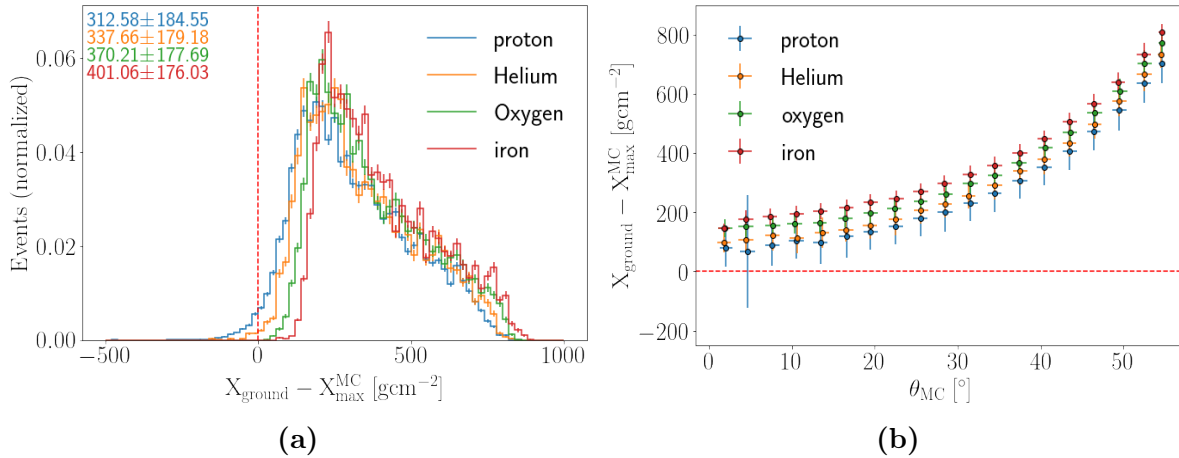 312.58±184.55
337.66±179.18
370.21±177.69
401.06±176.03
proton
Helium
Oxygen
iron
Events (normalized)
0.06
0.04
0.02
0.00
−500
0
500
1000
X_ground − X_max^MC [gcm^−2]
(a)
proton
Helium
oxygen
iron
X_ground − X_max^MC [gcm^−2]
800
600
400
200
0
−200
0
10
20
30
40
50
θ_MC [°]
(b)